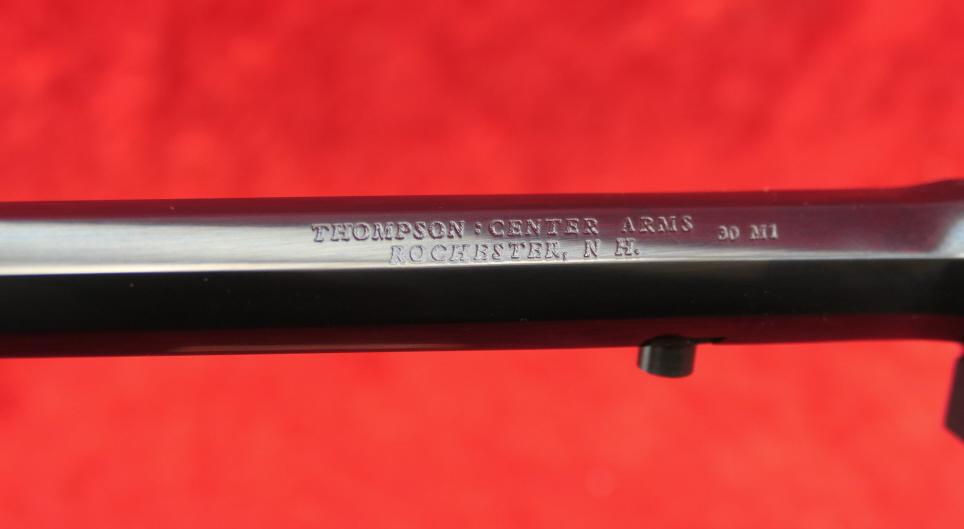 THOMPSON : CENTER ARMS 30 M1
ROCHESTER, N H.